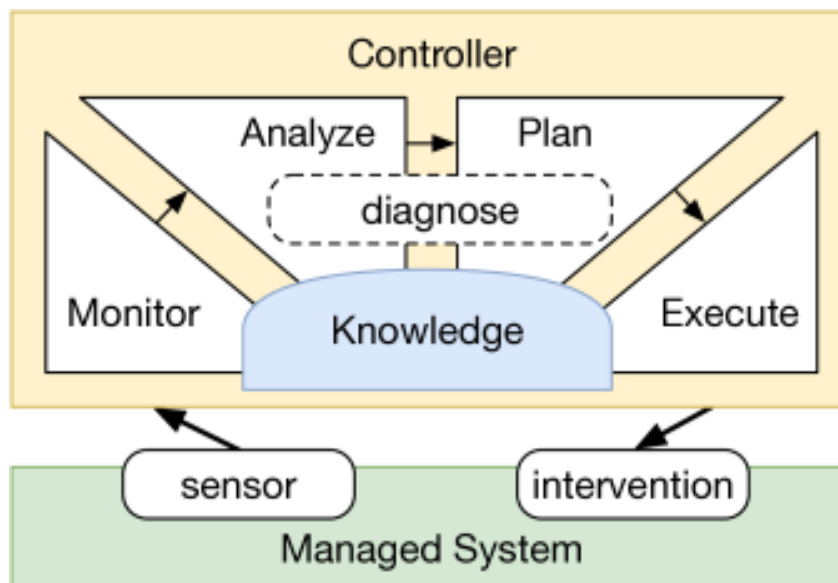 Controller
Analyze
Plan
diagnose
Monitor
Knowledge
Execute
sensor
intervention
Managed System